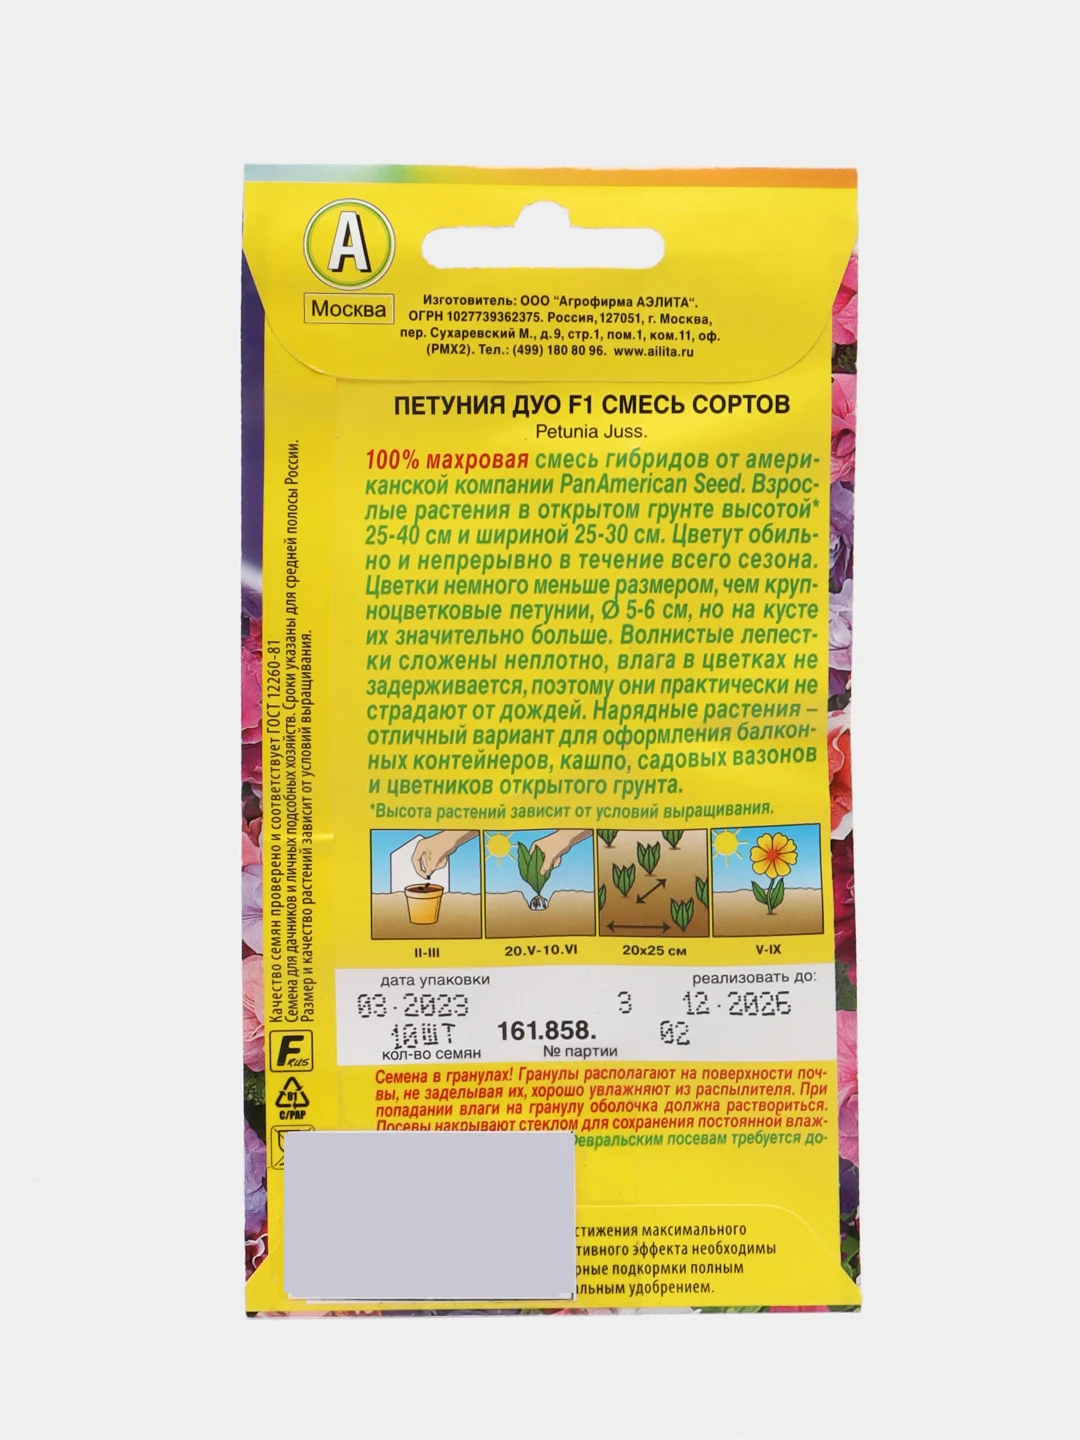 А
Москва
Изготовитель: ООО "Агрофирма АЭЛИТА".
ОГРН 1027739362375. Россия,127051, г. Москва,
пер. Сухаревский М., д.9, стр.1, пом.1, ком.11, оф.
(РМХ2). Тел.: (499) 180 80 96. www.ailita.ru
ПЕТУНИЯ ДУО F1 СМЕСЬ СОРТОВ
Petunia Juss.
100% махровая смесь гибридов от амери-
канской компании PanAmerican Seed. Взрос-
лые растения в открытом грунте высотой*
25-40 см и шириной 25-30 см. Цветут обиль-
но и непрерывно в течение всего сезона.
Цветки немного меньше размером, чем круп-
ноцветковые петунии, Ø 5-6 см, но на кусте
их значительно больше. Волнистые лепест-
ки сложены неплотно, влага в цветках не
задерживается, поэтому они практически не
страдают от дождей. Нарядные растения –
отличный вариант для оформления балкон-
ных контейнеров, кашпо, садовых вазонов
и цветников открытого грунта.
*Высота растений зависит от условий выращивания.
II-III
20.V-10.VI
20х25 см
V-IX
дата упаковки
реализовать до:
03.2023
3
12.2026
10ШТ
161.858.
02
кол-во семян
№ партии
Семена в гранулах! Гранулы располагают на поверхности поч-
вы, не заделывая их, хорошо увлажняют из распылителя. При
попадании влаги на гранулу оболочка должна раствориться.
Посевы накрывают стеклом для сохранения постоянной влаж-
Февральским посевам требуется до-
стижения максимального
тивного эффекта необходимы
рные подкормки полным
альным удобрением.
Качество семян проверено и соответствует ГОСТ 12260-81
Семена для дачников и личных подсобных хозяйств. Сроки указаны для средней полосы России.
Размер и качество растений зависит от условий выращивания.
F RUS
81
C/PAP